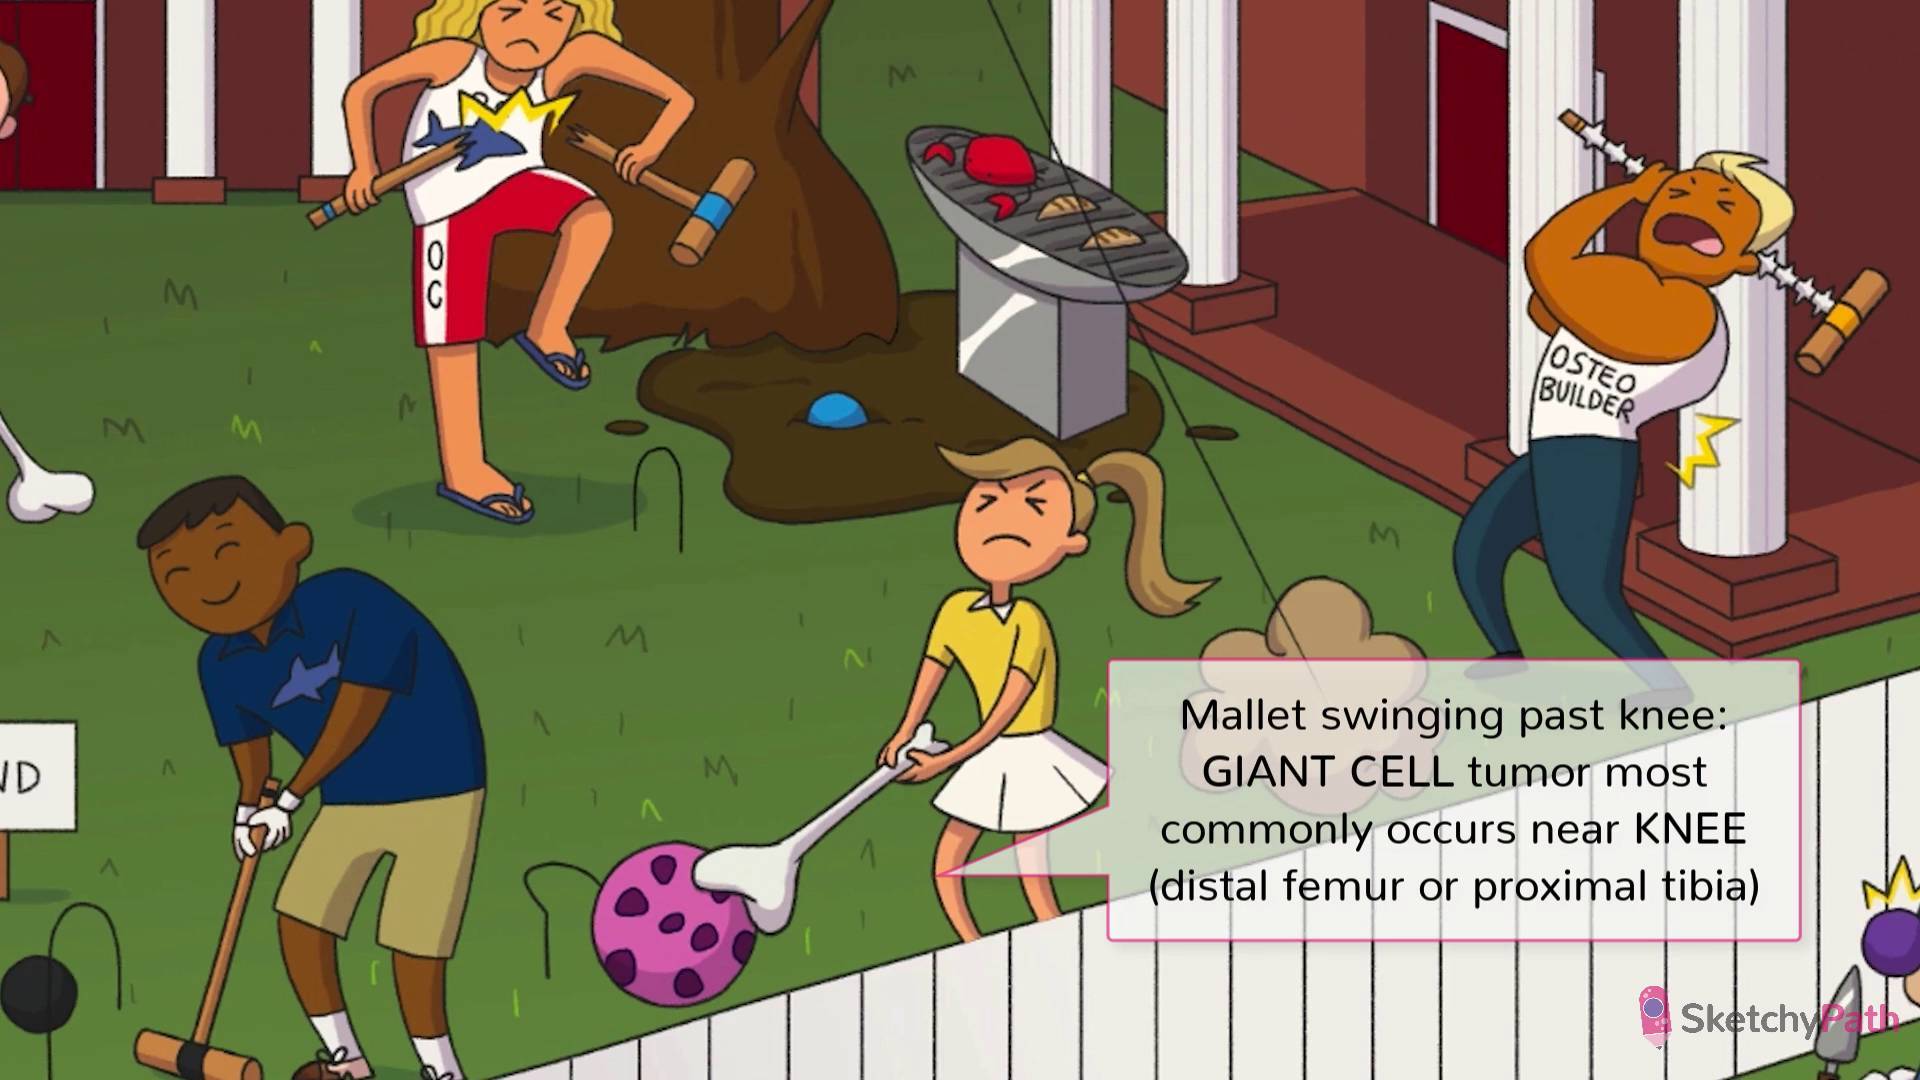 O
C
OSTEO
BUILDER
ND
Mallet swinging past knee:
GIANT CELL tumor most
commonly occurs near KNEE
(distal femur or proximal tibia)
SketchyPath